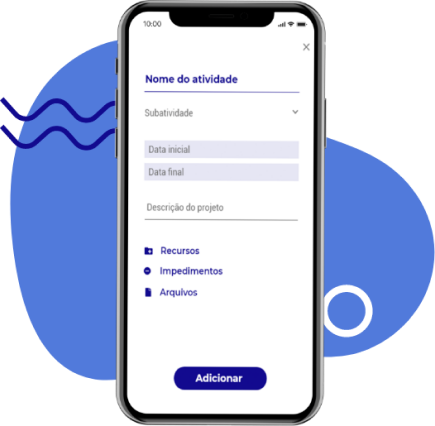 10:00
Nome do atividade
Subatividade
Data inicial
Data final
Descrição do projeto
Recursos
Impedimentos
Arquivos
Adicionar